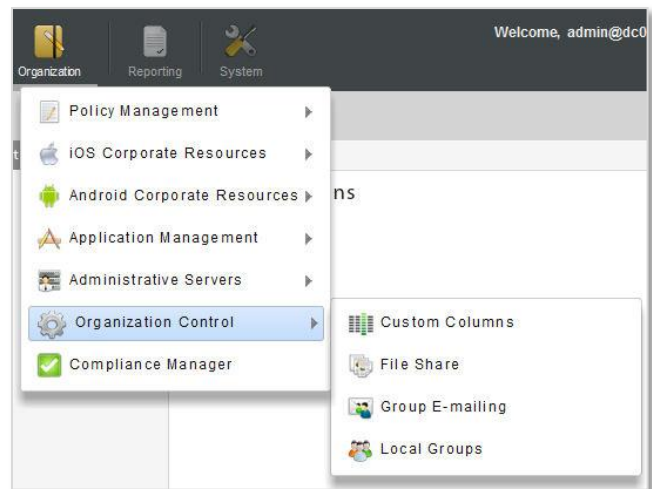 Welcome, admin@dc0
Organization
Reporting
System
Policy Management
iOS Corporate Resources
Android Corporate Resources
Application Management
Administrative Servers
Organization Control
Compliance Manager
t
ns
Custom Columns
File Share
Group E-mailing
Local Groups